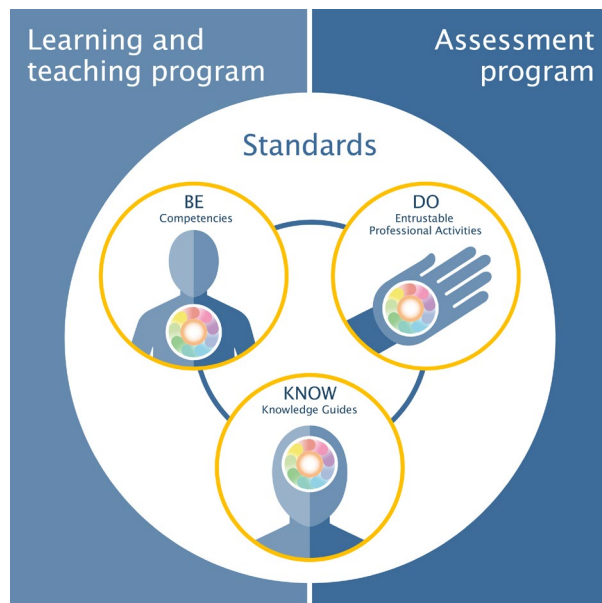 Learning and
teaching program
Assessment
program
Standards
BE
Competencies
DO
Entrustable
Professional Activities
KNOW
Knowledge Guides